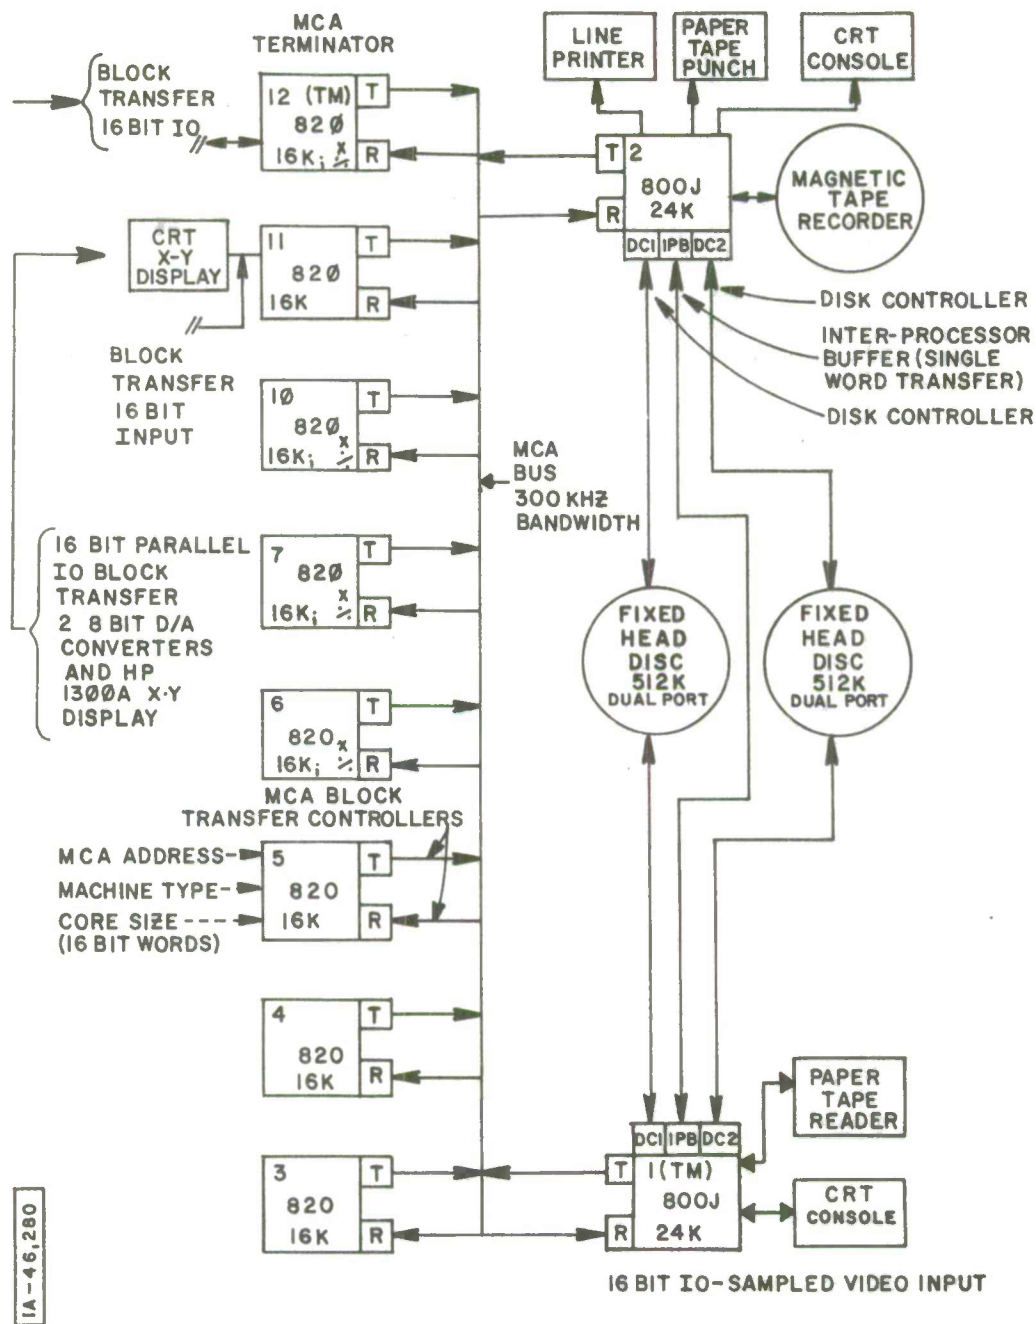 MCA
TERMINATOR
BLOCK
TRANSFER
16 BIT IO
12 (TM)
820
16K; x/÷
T
R
LINE
PRINTER
PAPER
TAPE
PUNCH
CRT
CONSOLE
T
R
2
800J
24K
DC1
IPB
DC2
MAGNETIC
TAPE
RECORDER
CRT
X-Y
DISPLAY
11
820
16K
T
R
BLOCK
TRANSFER
16 BIT
INPUT
DISK CONTROLLER
INTER-PROCESSOR
BUFFER (SINGLE
WORD TRANSFER)
DISK CONTROLLER
10
820
16K; x/÷
T
R
MCA
BUS
300 KHZ
BANDWIDTH
16 BIT PARALLEL
IO BLOCK
TRANSFER
2 8 BIT D/A
CONVERTERS
AND HP
1300A X-Y
DISPLAY
7
820
16K; x/÷
T
R
FIXED
HEAD
DISC
512K
DUAL PORT
FIXED
HEAD
DISC
512K
DUAL PORT
6
820
16K; x/÷
T
R
MCA BLOCK
TRANSFER CONTROLLERS
MCA ADDRESS
MACHINE TYPE
CORE SIZE
(16 BIT WORDS)
5
820
16K
T
R
4
820
16K
T
R
3
820
16K
T
R
DC1
IPB
DC2
T
R
1 (TM)
800J
24K
PAPER
TAPE
READER
CRT
CONSOLE
16 BIT IO-SAMPLED VIDEO INPUT
IA-46,280